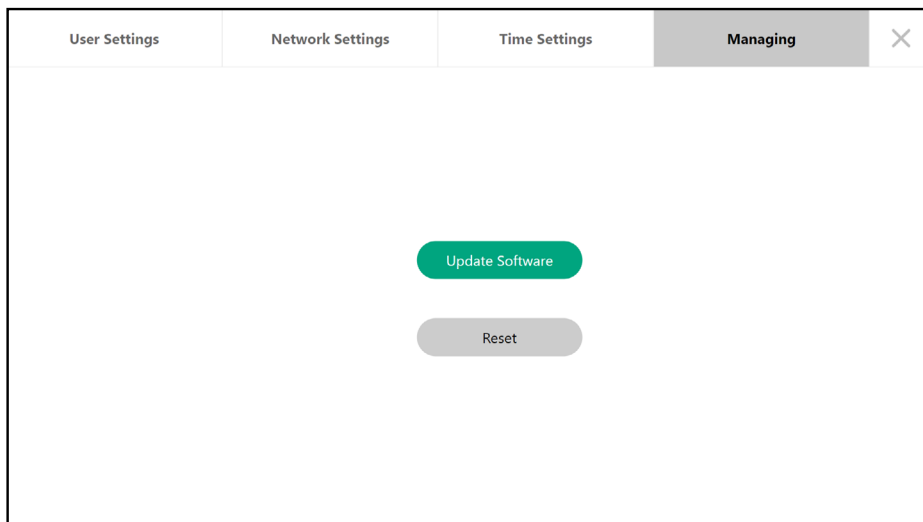 User Settings
Network Settings
Time Settings
Managing
Update Software
Reset